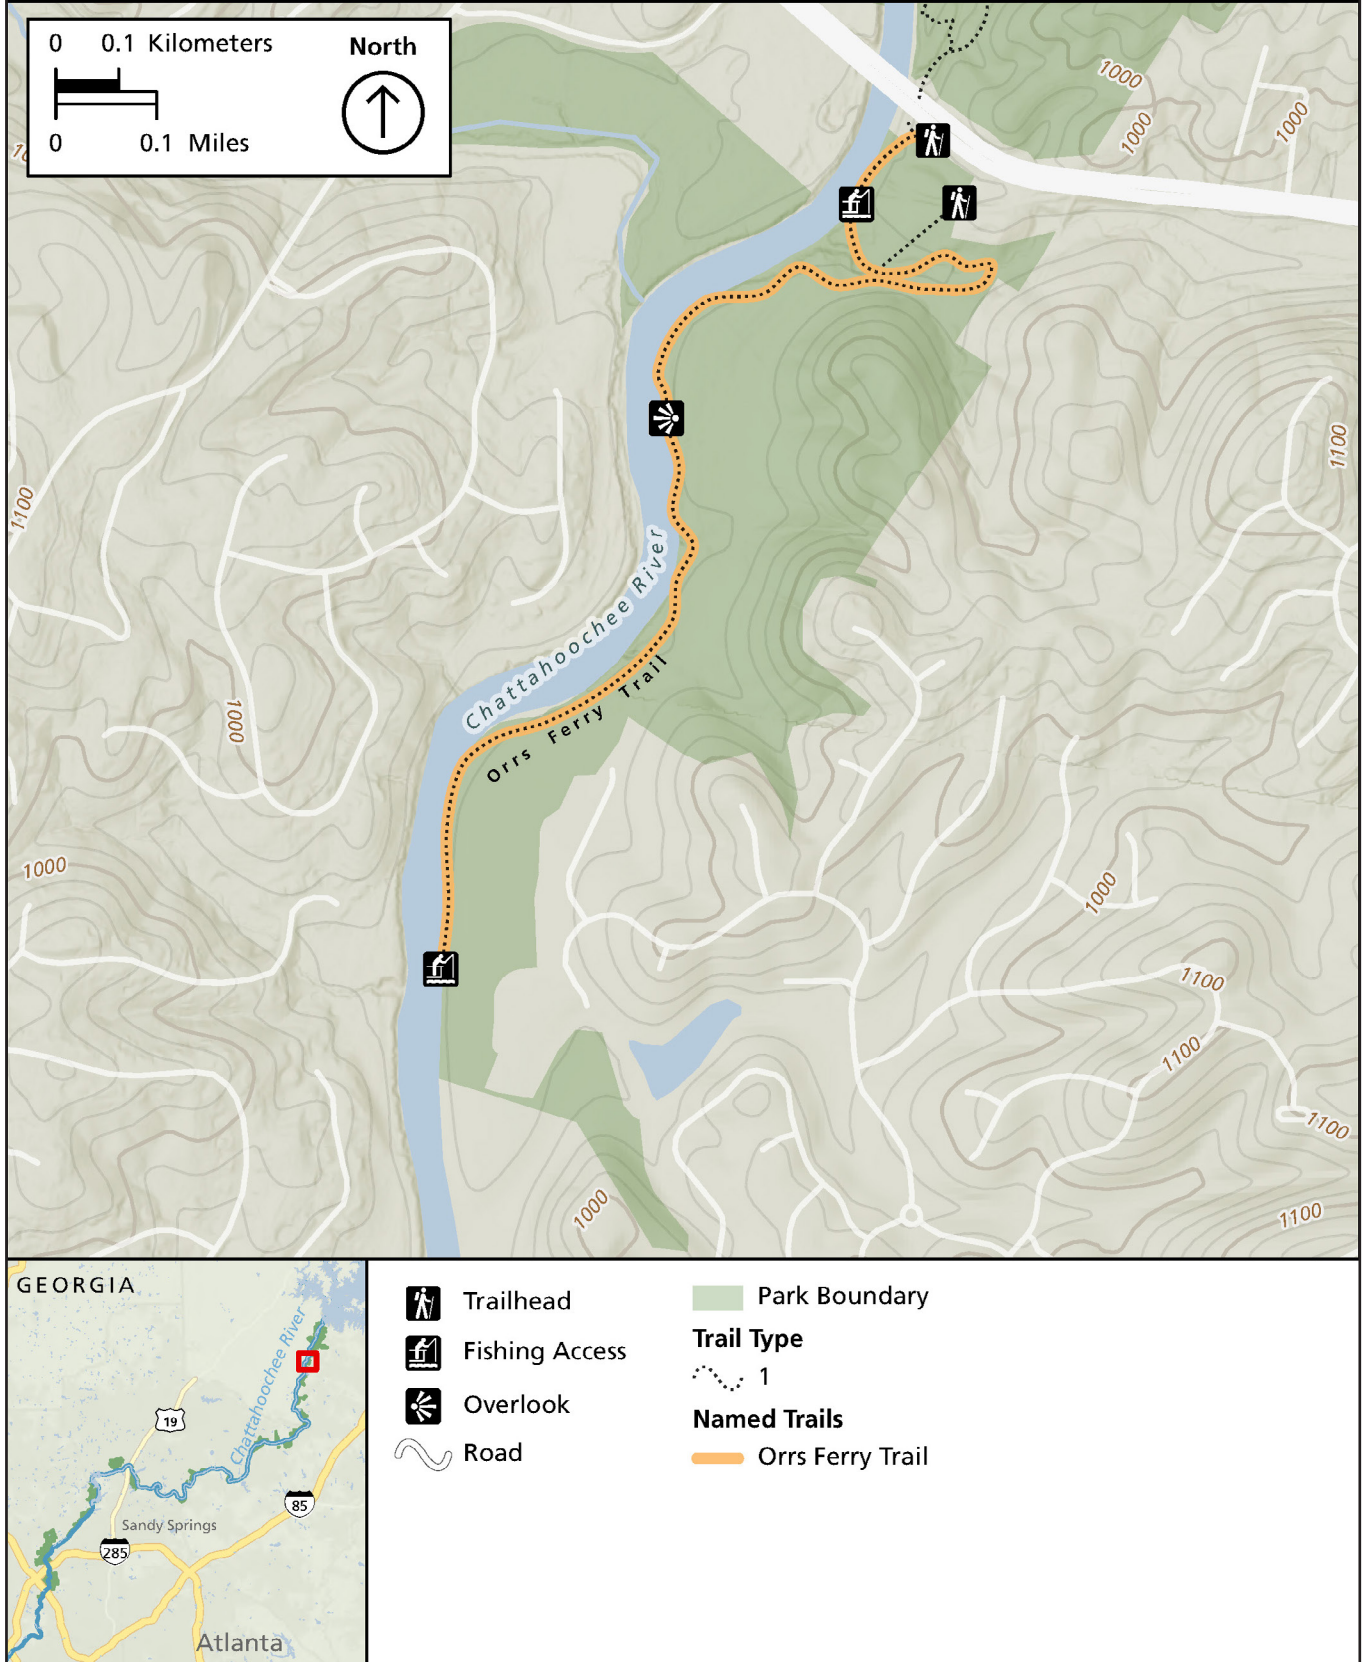 0 0.1 Kilometers
North
0 0.1 Miles
1000
1000
1000
1100
1100
Chattahoochee River
Orrs Ferry Trail
1000
1000
1000
1100
1100
1100
1000
1100
GEORGIA
Chattahoochee River
19
85
Sandy Springs
285
Atlanta
Trailhead
Fishing Access
Overlook
Road
Park Boundary
Trail Type
1
Named Trails
Orrs Ferry Trail